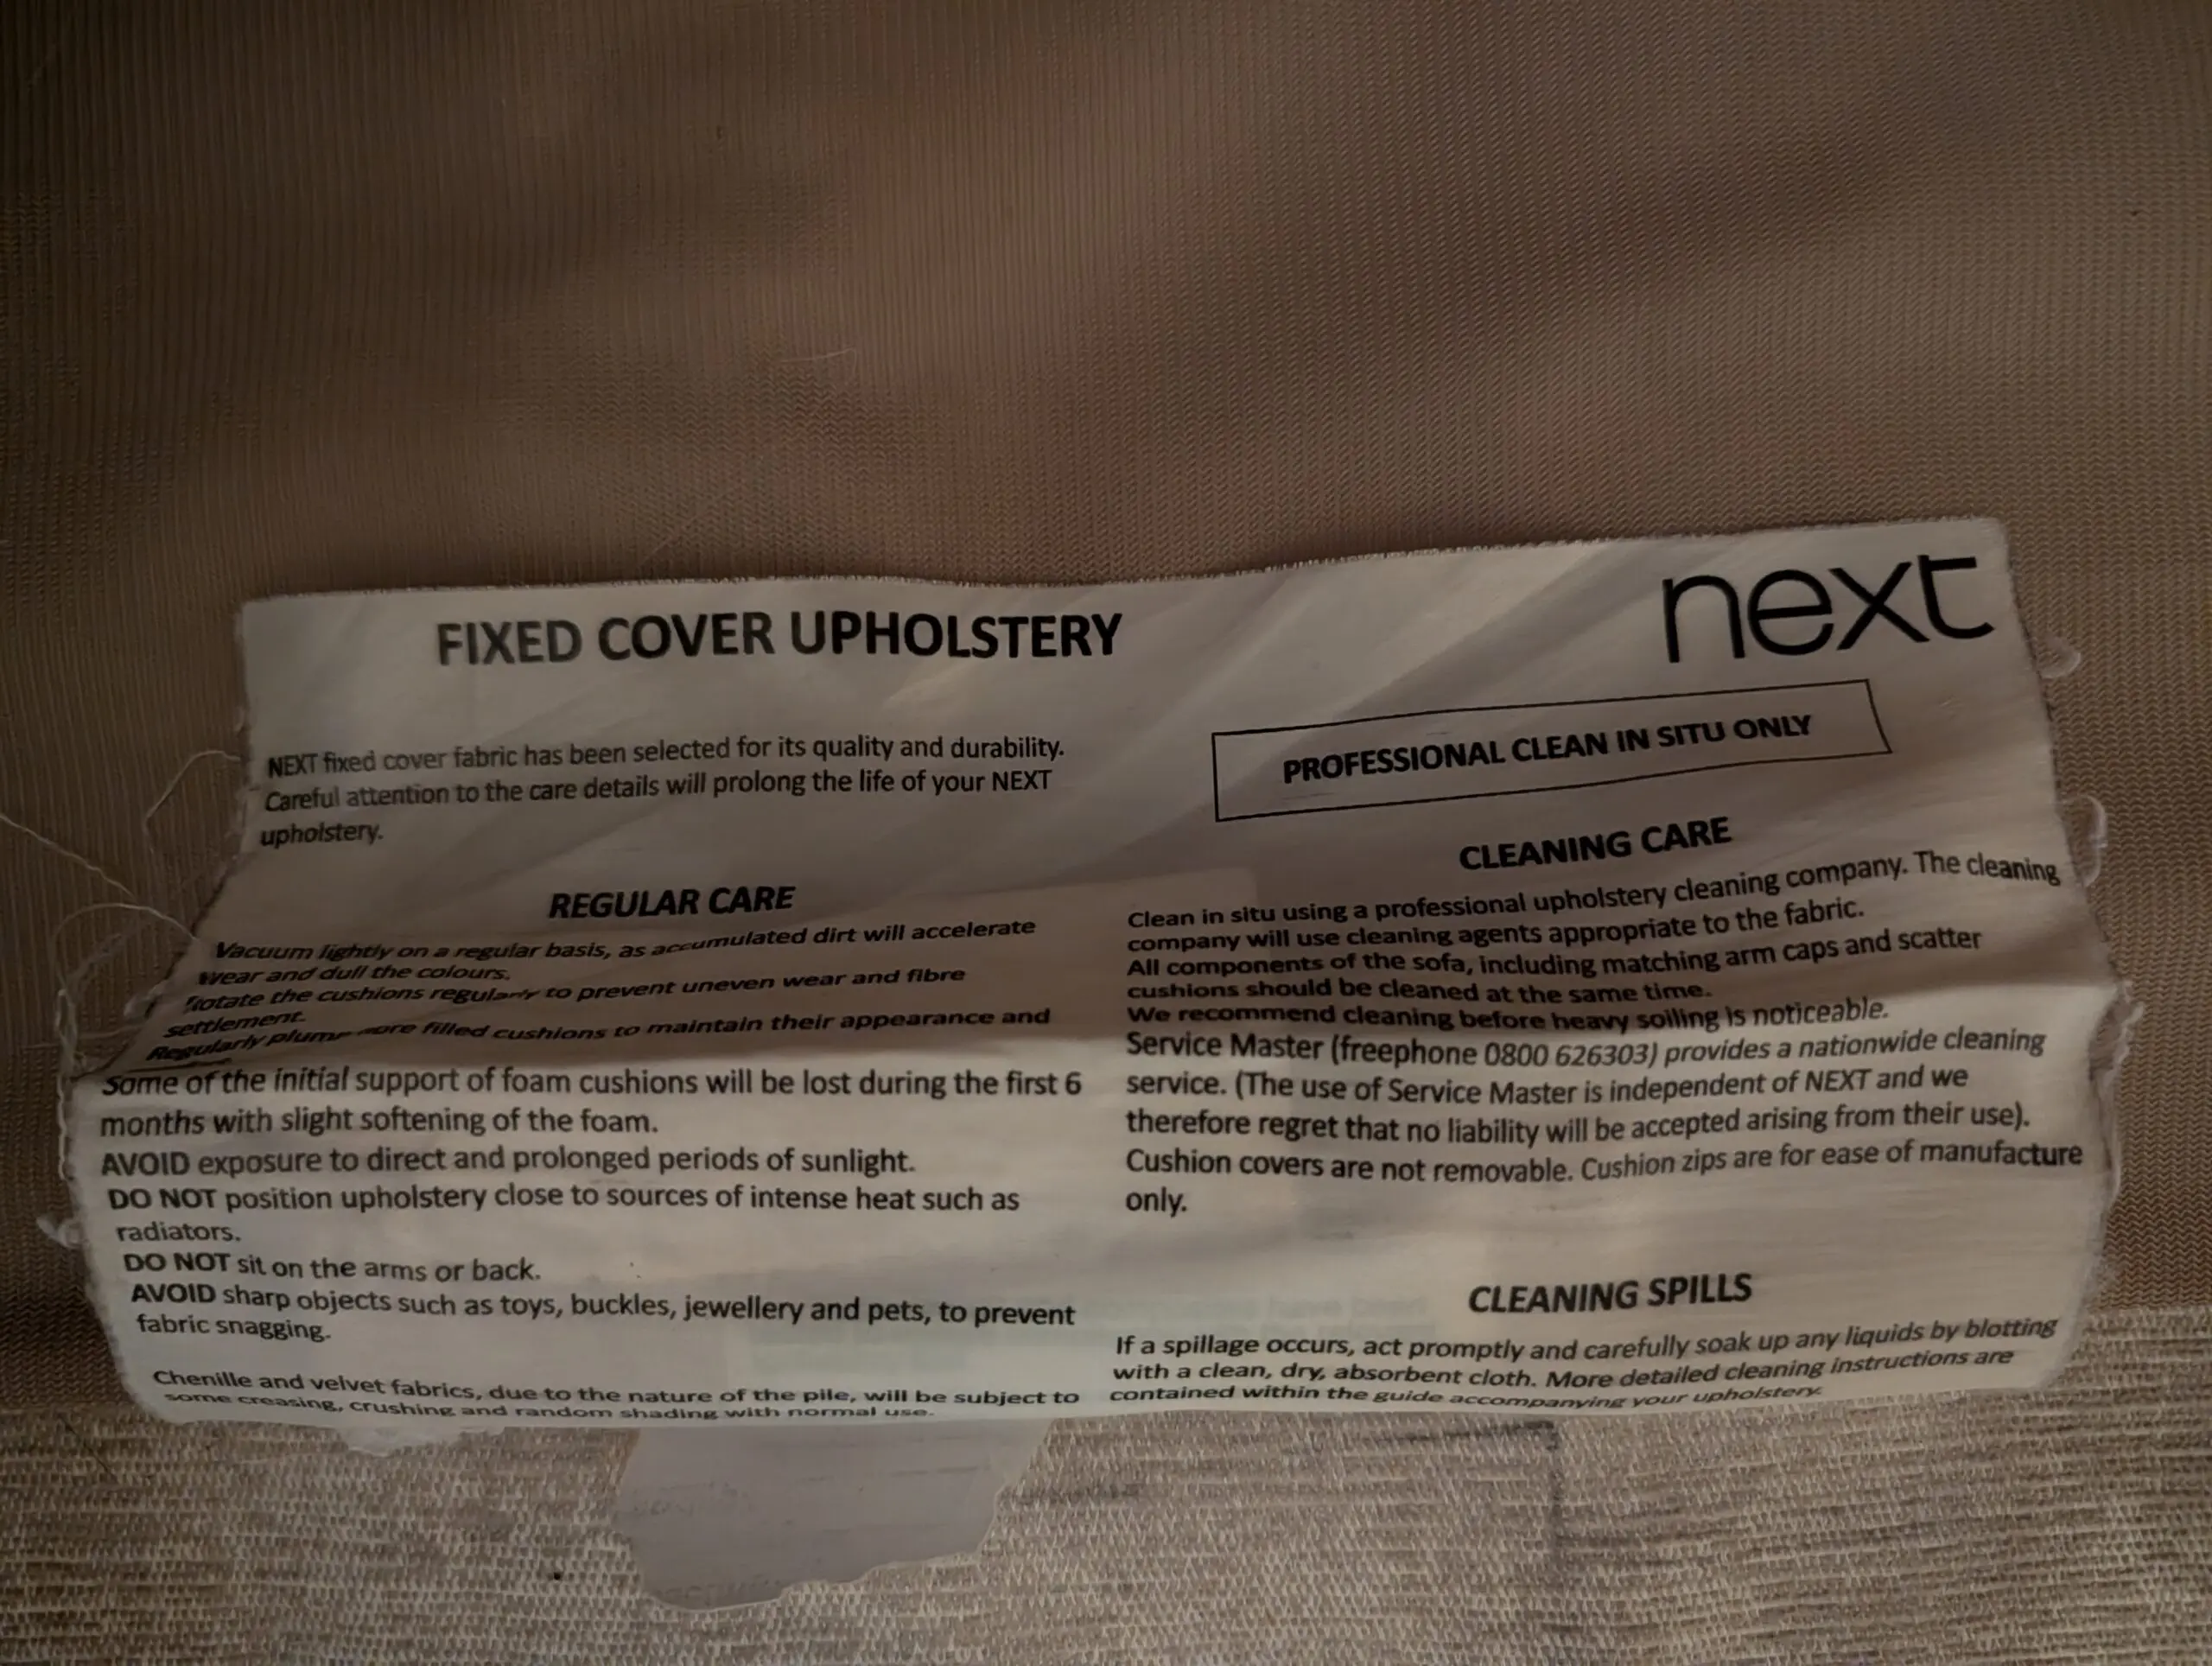 FIXED COVER UPHOLSTERY
next
NEXT fixed cover fabric has been selected for its quality and durability.
Careful attention to the care details will prolong the life of your NEXT
upholstery.
REGULAR CARE
Vacuum lightly on a regular basis, as accumulated dirt will accelerate
wear and dull the colours.
Rotate the cushions regularly to prevent uneven wear and fibre
settlement.
Regularly plump filled cushions to maintain their appearance and
Some of the initial support of foam cushions will be lost during the first 6
months with slight softening of the foam.
AVOID exposure to direct and prolonged periods of sunlight.
DO NOT position upholstery close to sources of intense heat such as
radiators.
DO NOT sit on the arms or back.
AVOID sharp objects such as toys, buckles, jewellery and pets, to prevent
fabric snagging.
Chenille and velvet fabrics, due to the nature of the pile, will be subject to
some creasing, crushing and random shading with normal use.
PROFESSIONAL CLEAN IN SITU ONLY
CLEANING CARE
Clean in situ using a professional upholstery cleaning company. The cleaning
company will use cleaning agents appropriate to the fabric.
All components of the sofa, including matching arm caps and scatter
cushions should be cleaned at the same time.
We recommend cleaning before heavy soiling is noticeable.
Service Master (freephone 0800 626303) provides a nationwide cleaning
service. (The use of Service Master is independent of NEXT and we
therefore regret that no liability will be accepted arising from their use).
Cushion covers are not removable. Cushion zips are for ease of manufacture
only.
CLEANING SPILLS
If a spillage occurs, act promptly and carefully soak up any liquids by blotting
with a clean, dry, absorbent cloth. More detailed cleaning instructions are
contained within the guide accompanying your upholstery.